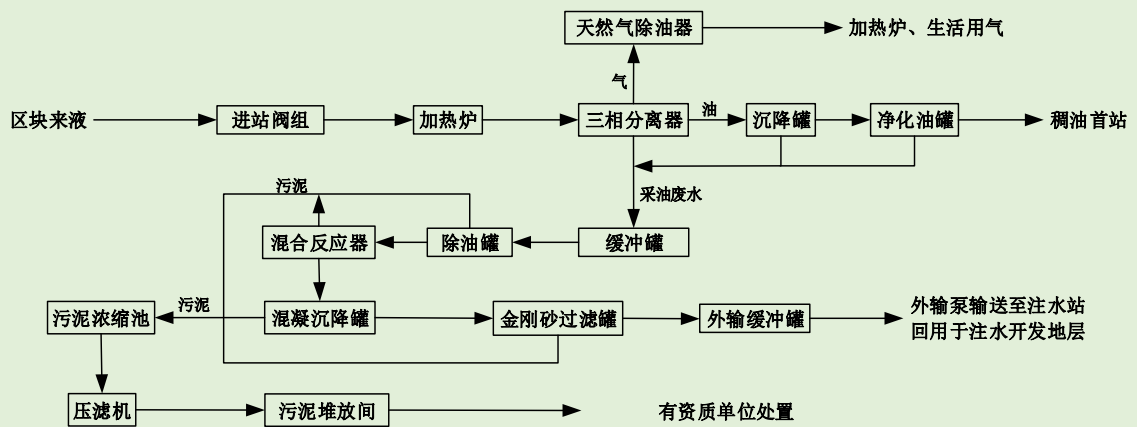 天然气除油器
加热炉、生活用气
气
区块来液
进站阀组
加热炉
三相分离器
油
沉降罐
净化油罐
稠油首站
采油废水
污泥
混合反应器
除油罐
缓冲罐
污泥浓缩池
污泥
混凝沉降罐
金刚砂过滤罐
外输缓冲罐
外输泵输送至注水站
回用于注水开发地层
压滤机
污泥堆放间
有资质单位处置